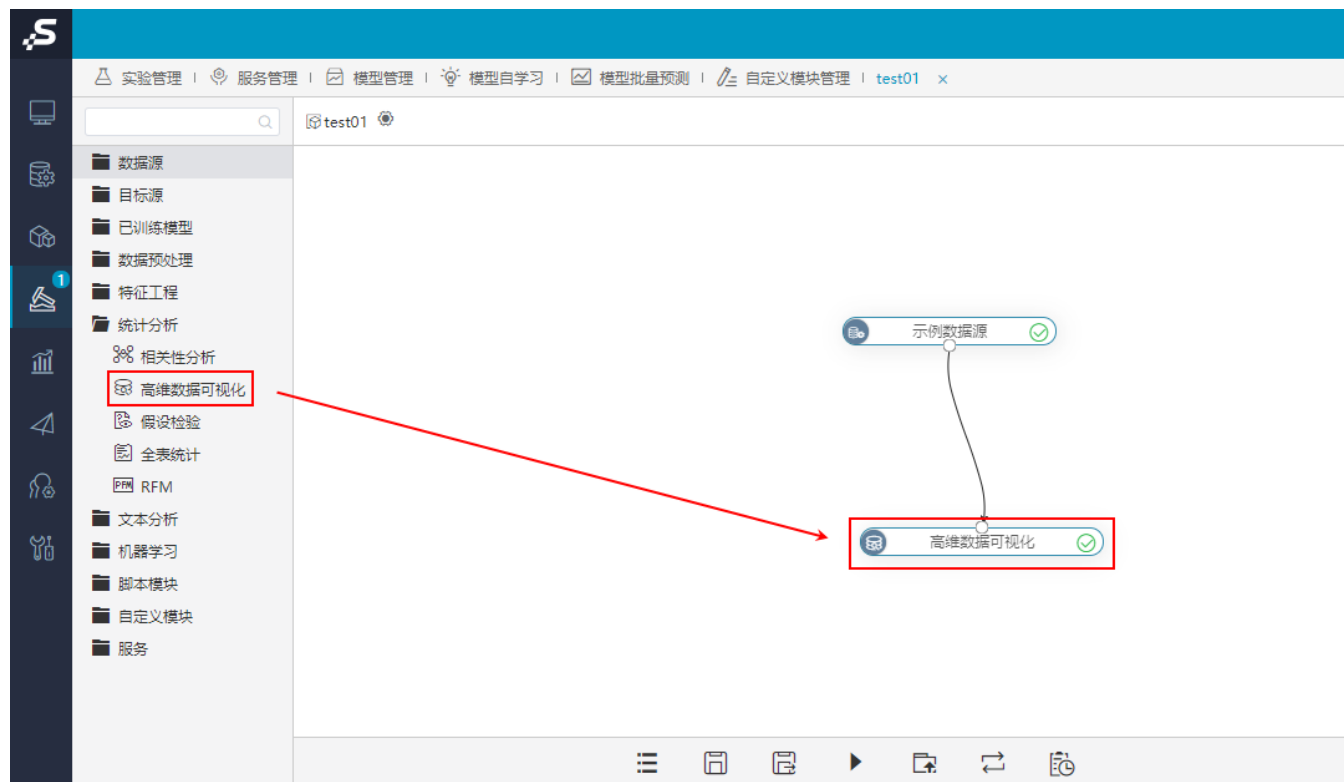 S
实验管理 服务管理 模型管理 模型自学习 模型批量预测 自定义模块管理 test01 ×
test01
数据源
目标源
已训练模型
数据预处理
特征工程
统计分析
相关性分析
高维数据可视化
假设检验
全表统计
RFM
文本分析
机器学习
脚本模块
自定义模块
服务
1
示例数据源
高维数据可视化